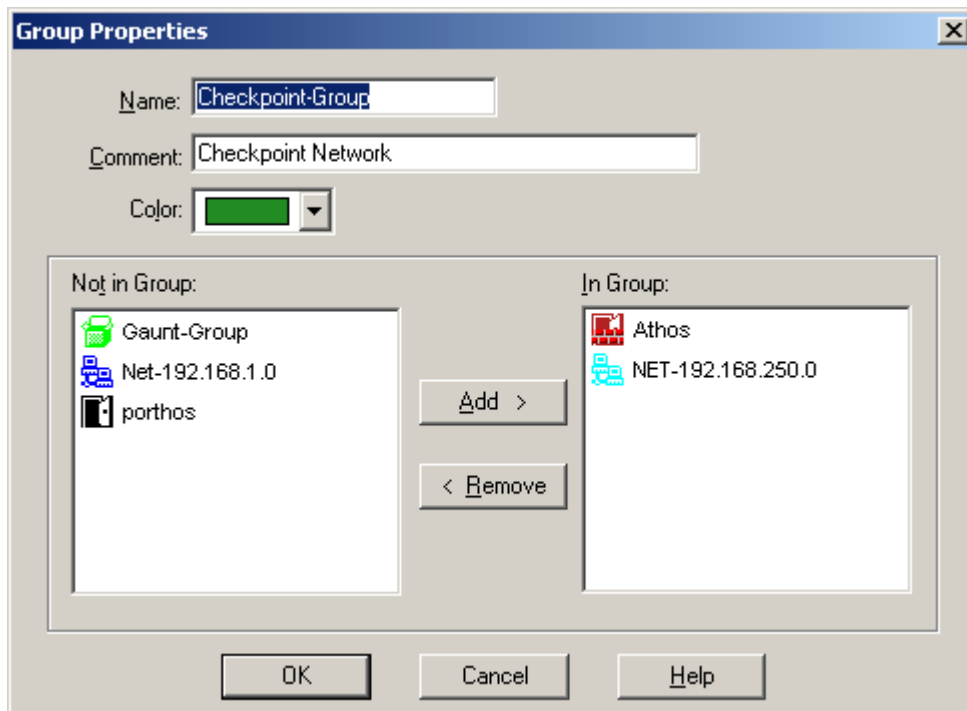 Group Properties
Name: Checkpoint-Group
Comment: Checkpoint Network
Color:
Not in Group:
Gaunt-Group
Net-192.168.1.0
porthos
Add >
< Remove
In Group:
Athos
NET-192.168.250.0
OK
Cancel
Help